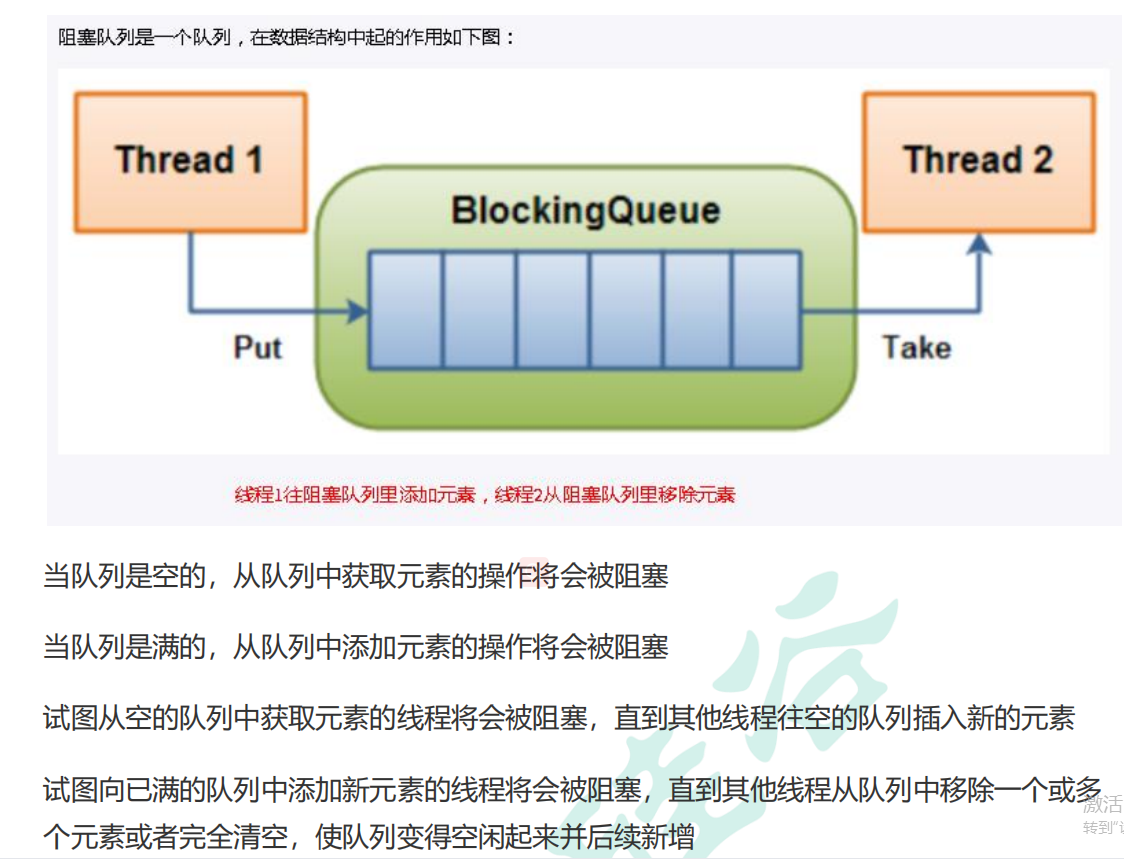 阻塞队列是一个队列，在数据结构中起的作用如下图：
Thread 1
Thread 2
BlockingQueue
Put
Take
线程1往阻塞队列里添加元素，线程2从阻塞队列里移除元素
当队列是空的，从队列中获取元素的操作将会被阻塞
当队列是满的，从队列中添加元素的操作将会被阻塞
试图从空的队列中获取元素的线程将会被阻塞，直到其他线程往空的队列插入新的元素
试图向已满的队列中添加新元素的线程将会被阻塞，直到其他线程从队列中移除一个或多
个元素或者完全清空，使队列变得空闲起来并后续新增
激活
转到"